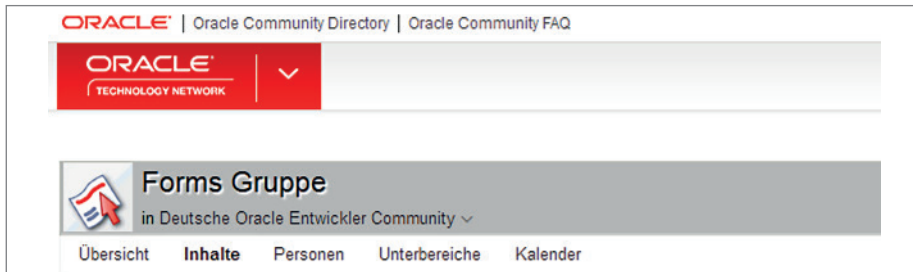 ORACLE | Oracle Community Directory | Oracle Community FAQ
ORACLE
TECHNOLOGY NETWORK
Forms Gruppe
in Deutsche Oracle Entwickler Community
Übersicht Inhalte Personen Unterbereiche Kalender